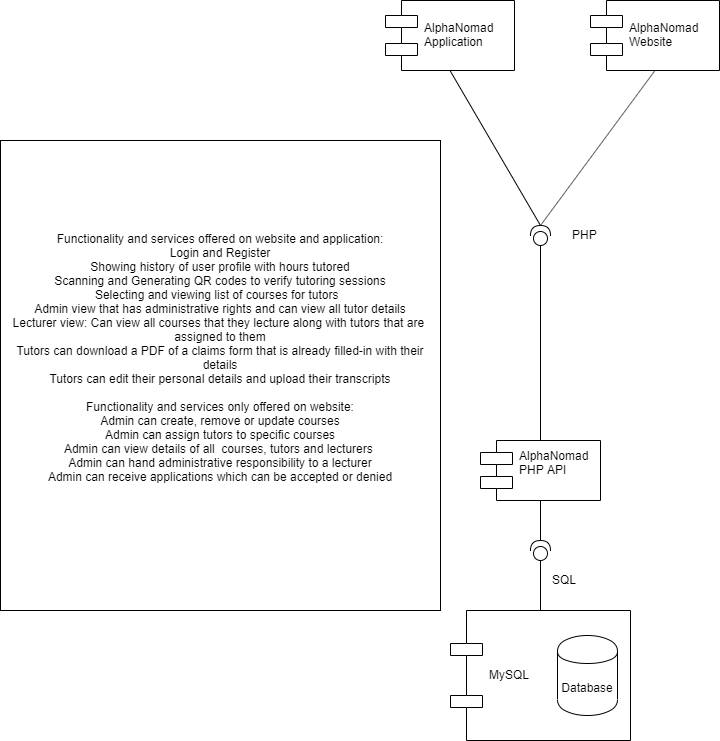 AlphaNomad
Application
AlphaNomad
Website
PHP
Functionality and services offered on website and application:
Login and Register
Showing history of user profile with hours tutored
Scanning and Generating QR codes to verify tutoring sessions
Selecting and viewing list of courses for tutors
Admin view that has administrative rights and can view all tutor details
Lecturer view: Can view all courses that they lecture along with tutors that are
assigned to them
Tutors can download a PDF of a claims form that is already filled-in with their
details
Tutors can edit their personal details and upload their transcripts
Functionality and services only offered on website:
Admin can create, remove or update courses
Admin can assign tutors to specific courses
Admin can view details of all courses, tutors and lecturers
Admin can hand administrative responsibility to a lecturer
Admin can receive applications which can be accepted or denied
AlphaNomad
PHP API
SQL
MySQL
Database